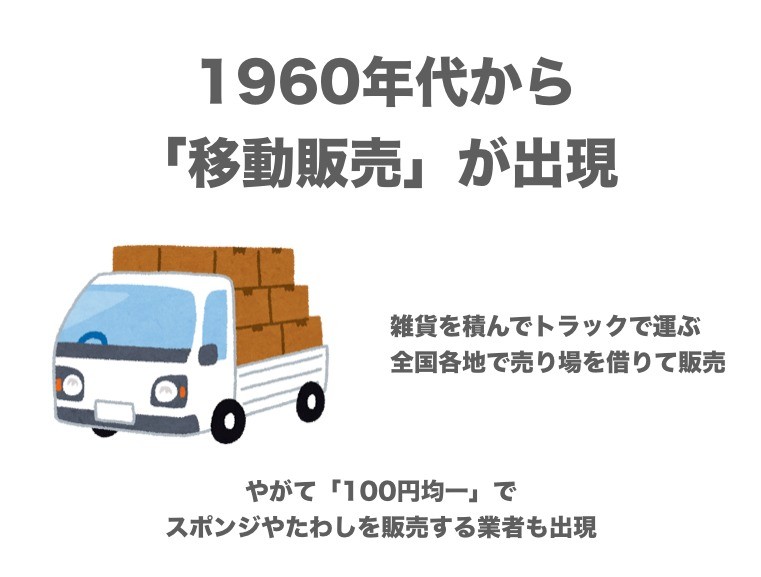 1960年代から
「移動販売」が出現
雑貨を積んでトラックで運ぶ
全国各地で売り場を借りて販売
やがて「100円均一」で
スポンジやたわしを販売する業者も出現